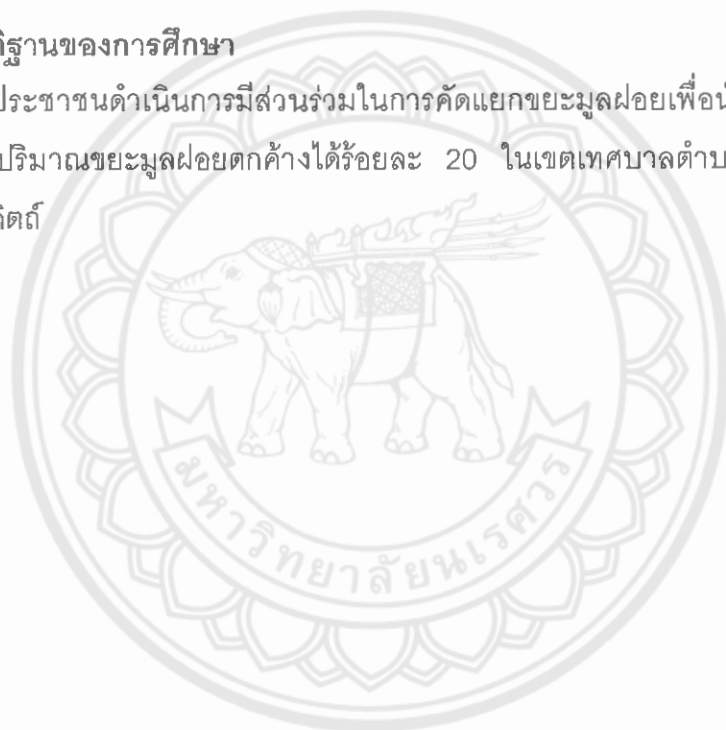 ติฐานของการศึกษา
ประชาชนดำเนินการมีส่วนร่วมในการคัดแยกขยะมูลฝอยเพื่อน
ปริมาณขยะมูลฝอยตกค้างได้ร้อยละ 20 ในเขตเทศบาลตำบ
ดิตถ์
มหาวิทยาลัยนเรศวร